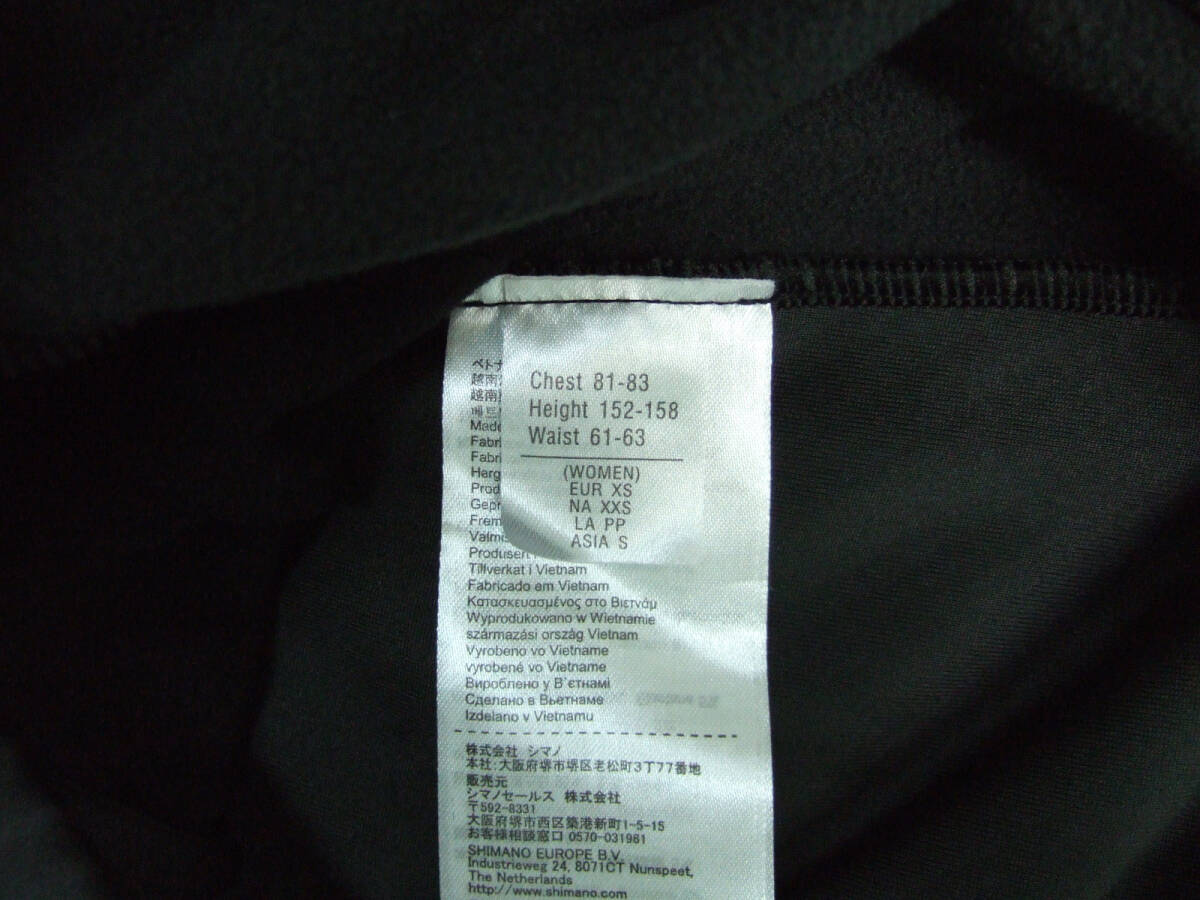 Chest 81-83
Height 152-158
Waist 61-63
(WOMEN)
EUR XS
NA XXS
LA PP
ASIA S
ベトナ
越南
越南
베트
Made
Fabri
Fabri
Herg
Prod
Gepr
Frem
Valmi
Produsert i
Tillverkat i Vietnam
Fabricado em Vietnam
Κατασκευασμένος στο Βιετνάμ
Wyprodukowano w Wietnamie
származási ország Vietnam
Vyrobeno vo Vietname
vyrobené vo Vietname
Вироблено у В`єтнамі
Сделано в Вьетнаме
Izdelano v Vietnamu
株式会社 シマノ
本社:大阪府堺市堺区老松町3丁77番地
販売元
シマノセールス 株式会社
〒592-8331
大阪府堺市西区築港新町1-5-15
お客様相談窓口 0570-031961
SHIMANO EUROPE B.V.
Industrieweg 24, 8071CT Nunspeet,
The Netherlands
http://www.shimano.com